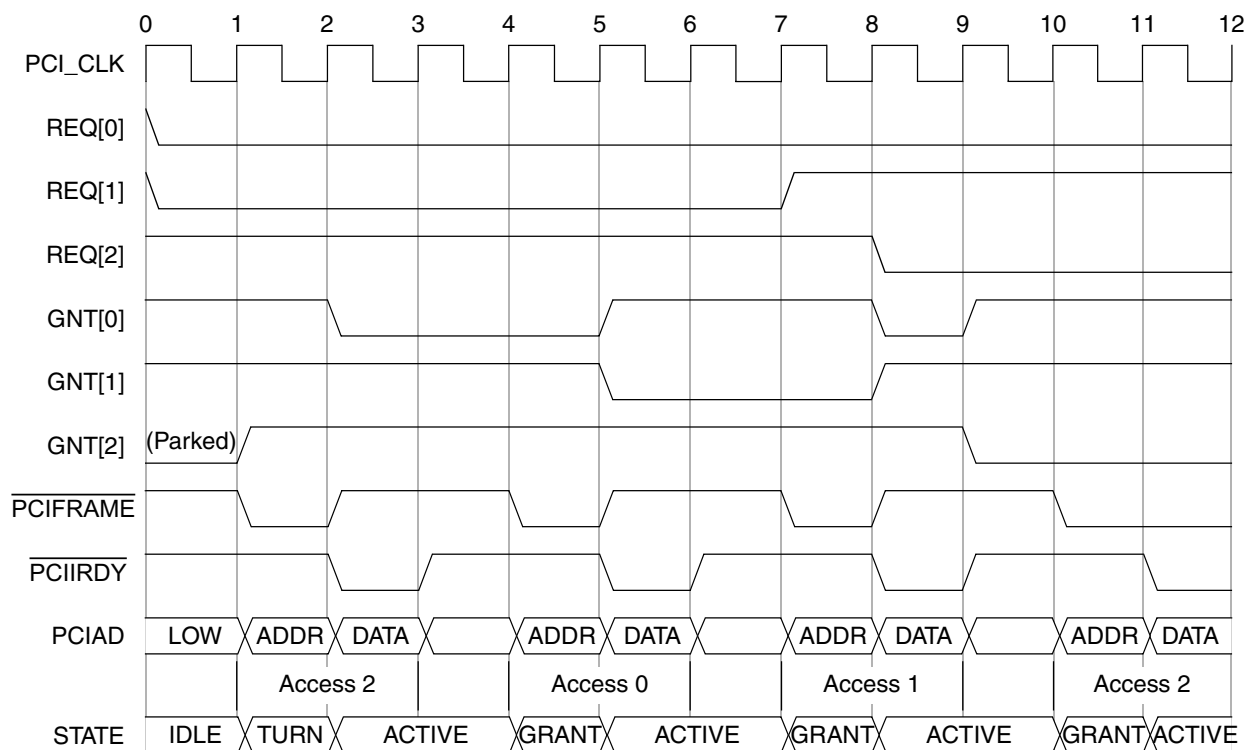 0 1 2 3 4 5 6 7 8 9 10 11 12
PCI_CLK
REQ[0]
REQ[1]
REQ[2]
GNT[0]
GNT[1]
GNT[2] (Parked)
PCIFRAME
PCIIRDY
PCIAD LOW ADDR DATA ADDR DATA ADDR DATA ADDR DATA
Access 2 Access 0 Access 1 Access 2
STATE IDLE TURN ACTIVE GRANT ACTIVE GRANT ACTIVE GRANT ACTIVE